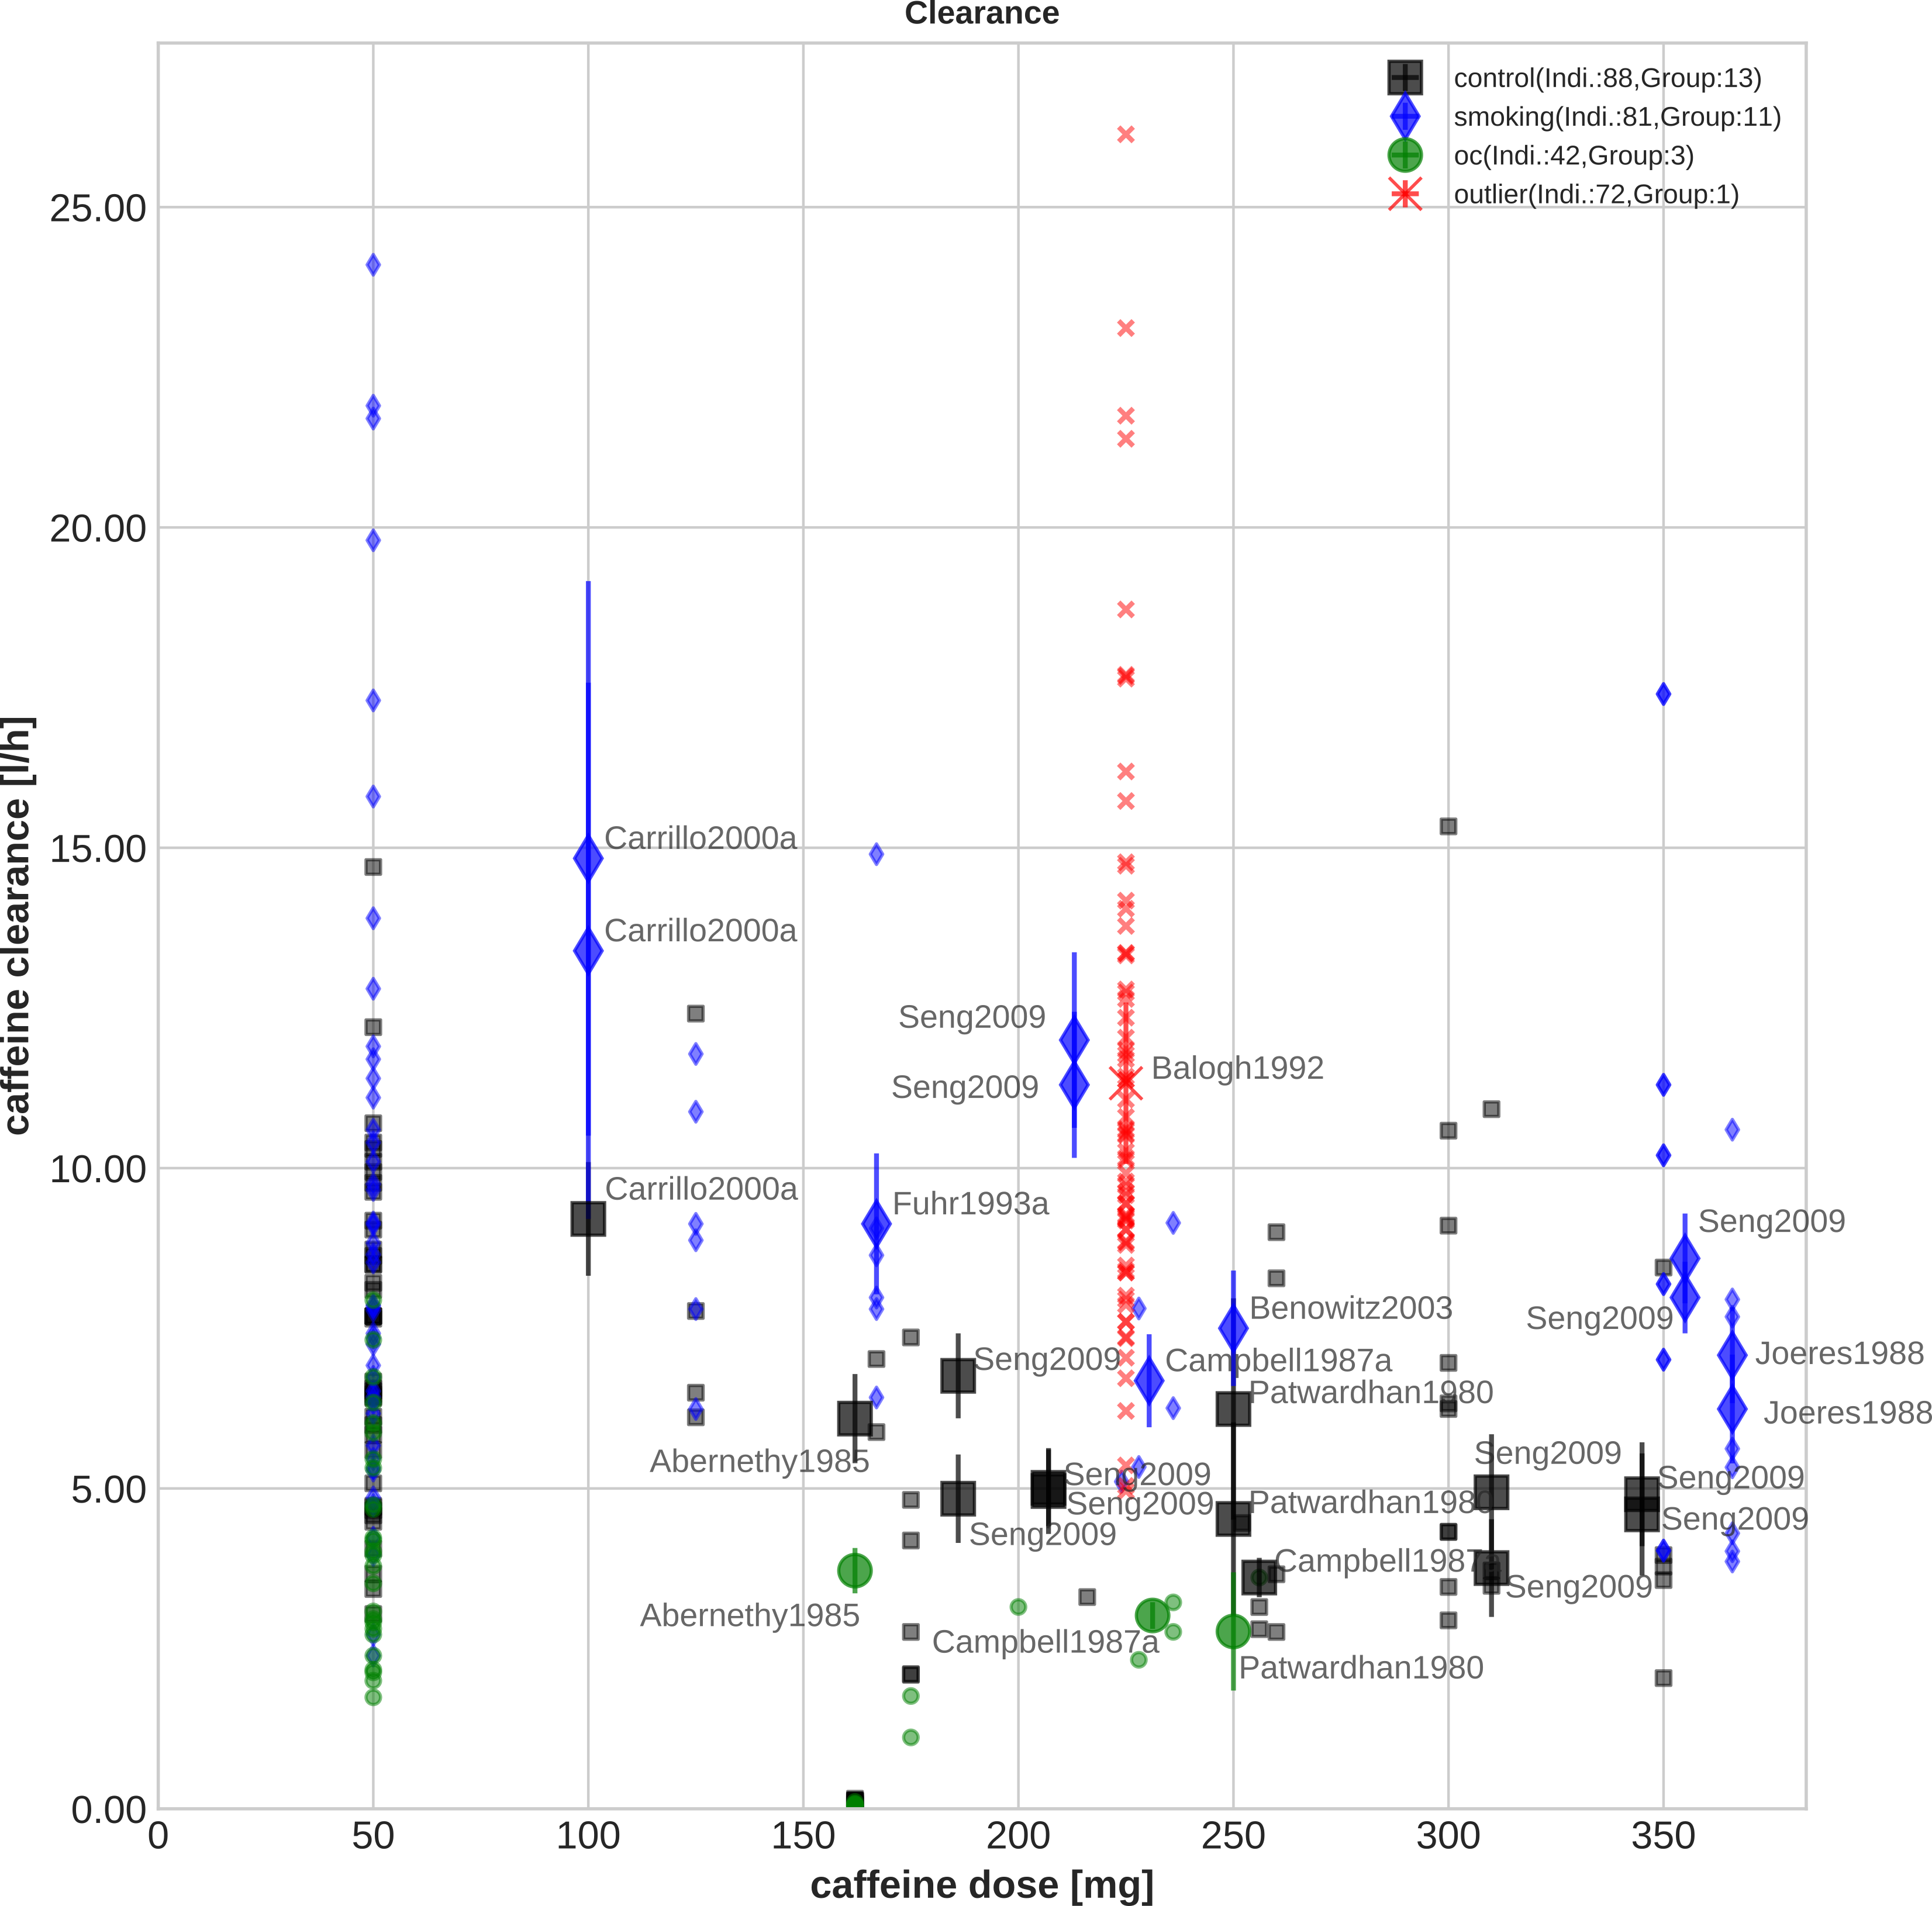 Clearance
control(Indi.:88,Group:13)
smoking(Indi.:81,Group:11)
oc(Indi.:42,Group:3)
outlier(Indi.:72,Group:1)
25.00
20.00
15.00
10.00
5.00
0.00
caffeine clearance [l/h]
Carrillo2000a
Carrillo2000a
Seng2009
Balogh1992
Seng2009
Carrillo2000a
Fuhr1993a
Seng2009
Benowitz2003
Seng2009
Joeres1988
Seng2009
Campbell1987a
Patwardhan1980
Joeres1988
Abernethy1985
Seng2009
Seng2009
Seng2009
Seng2009
Patwardhan1980
Seng2009
Seng2009
Campbell1987a
Seng2009
Abernethy1985
Campbell1987a
Patwardhan1980
0
50
100
150
200
250
300
350
caffeine dose [mg]